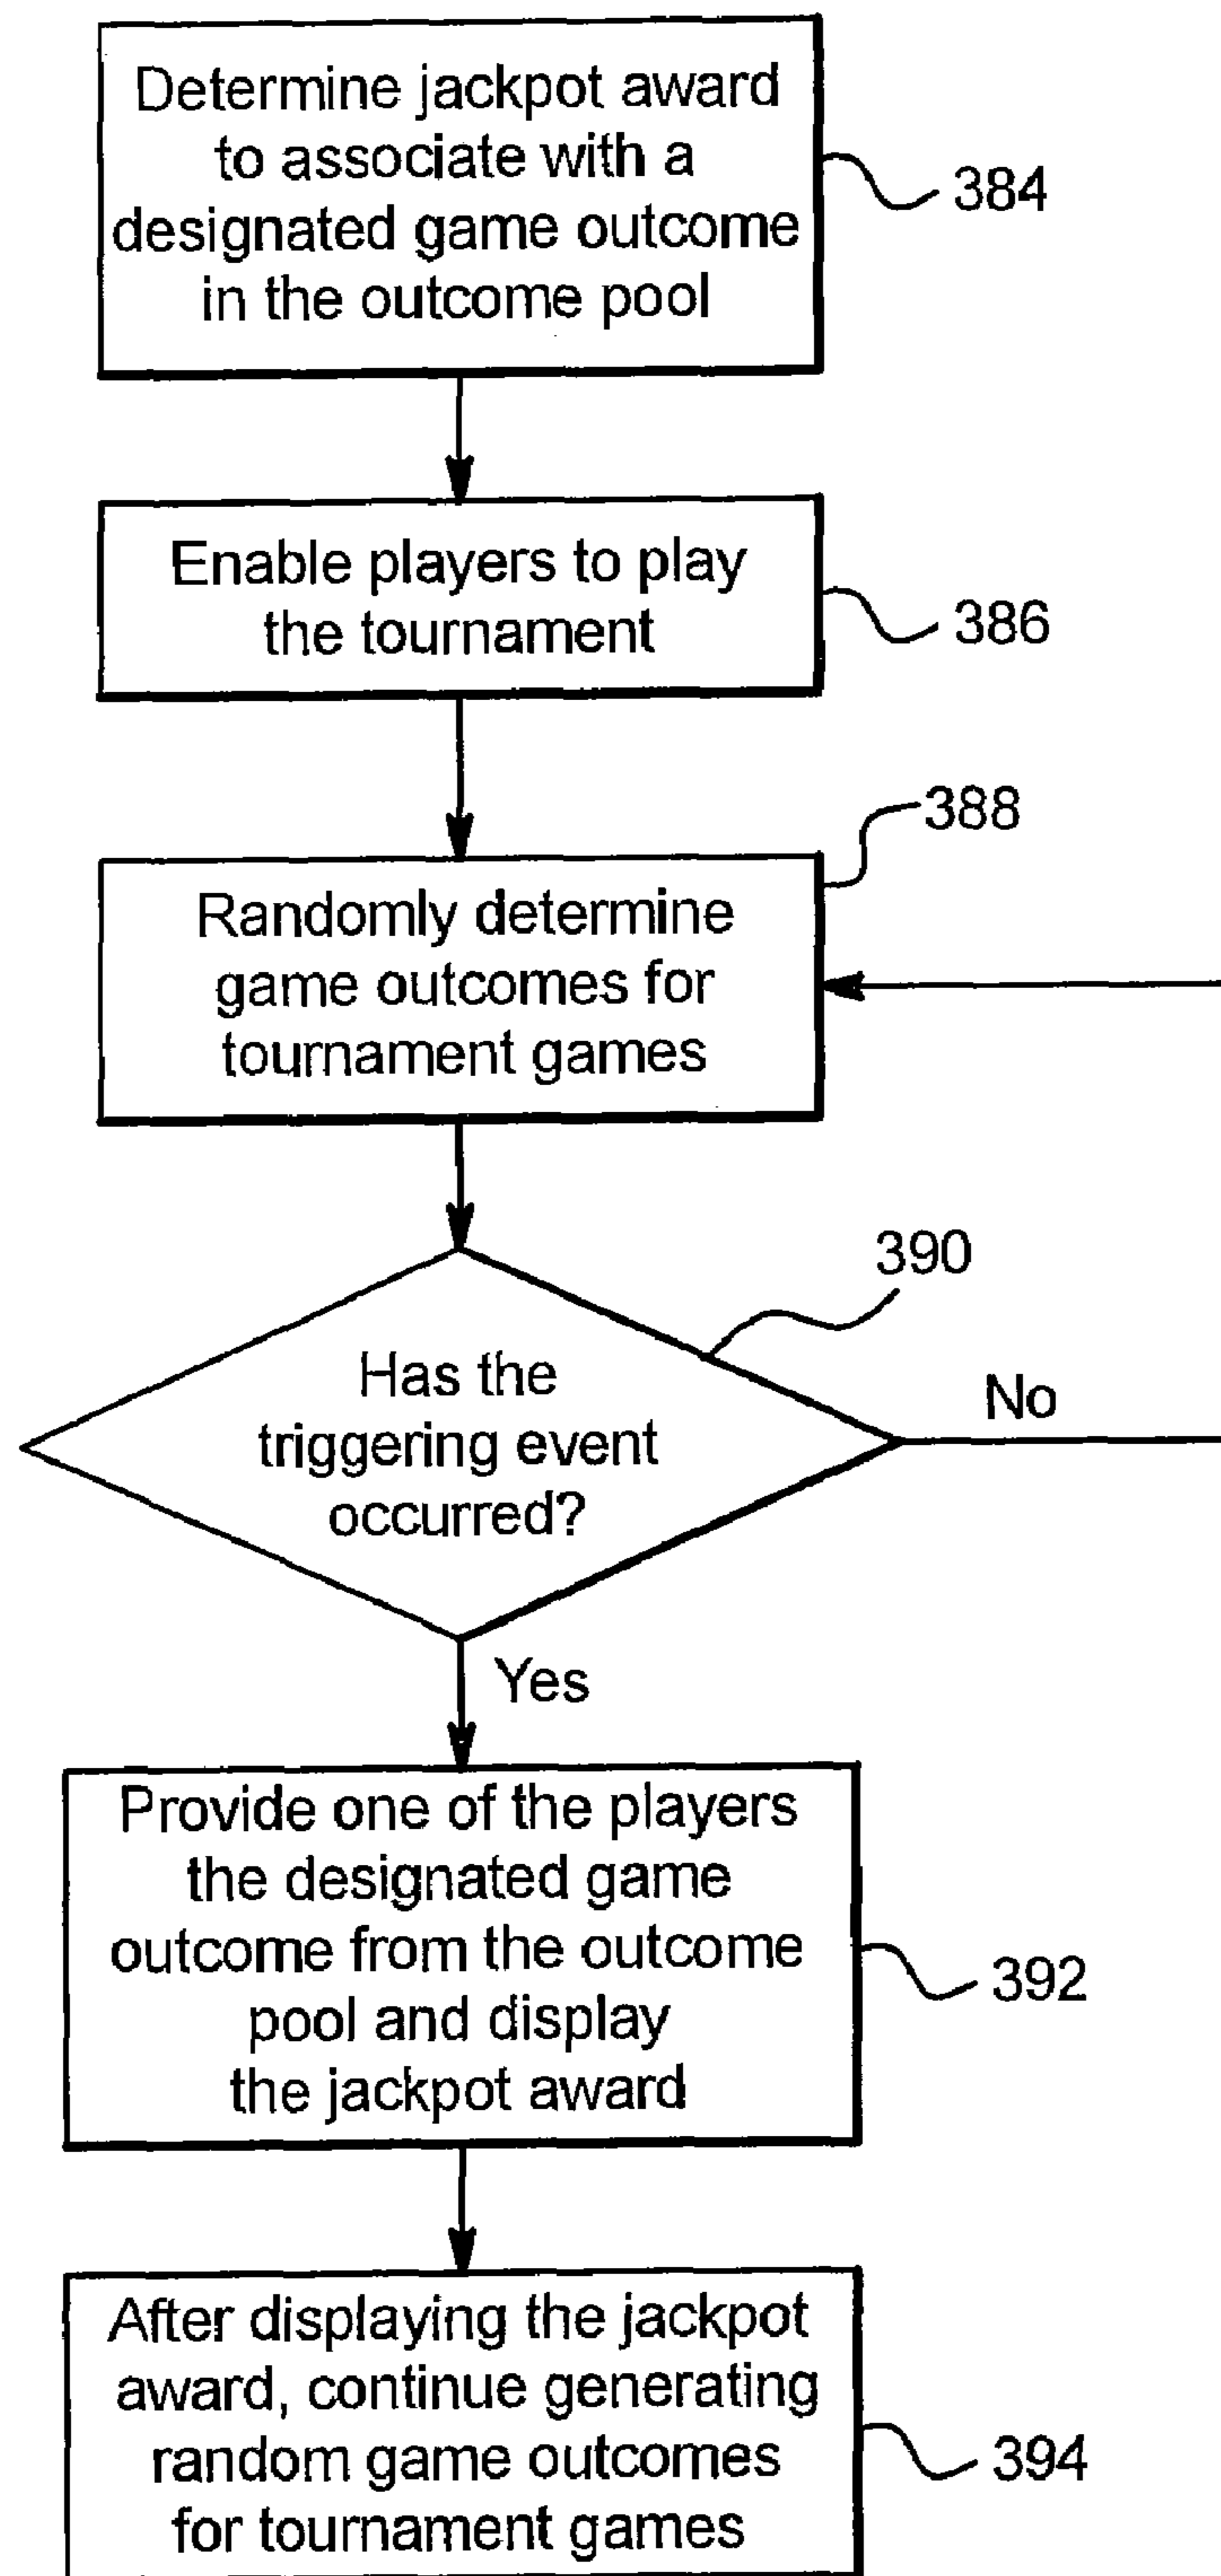 Determine jackpot award
to associate with a
designated game outcome
in the outcome pool
384
Enable players to play
the tournament
386
388
Randomly determine
game outcomes for
tournament games
390
Has the
triggering event
occurred?
No
Yes
Provide one of the players
the designated game
outcome from the outcome
pool and display
the jackpot award
392
After displaying the jackpot
award, continue generating
random game outcomes
for tournament games
394